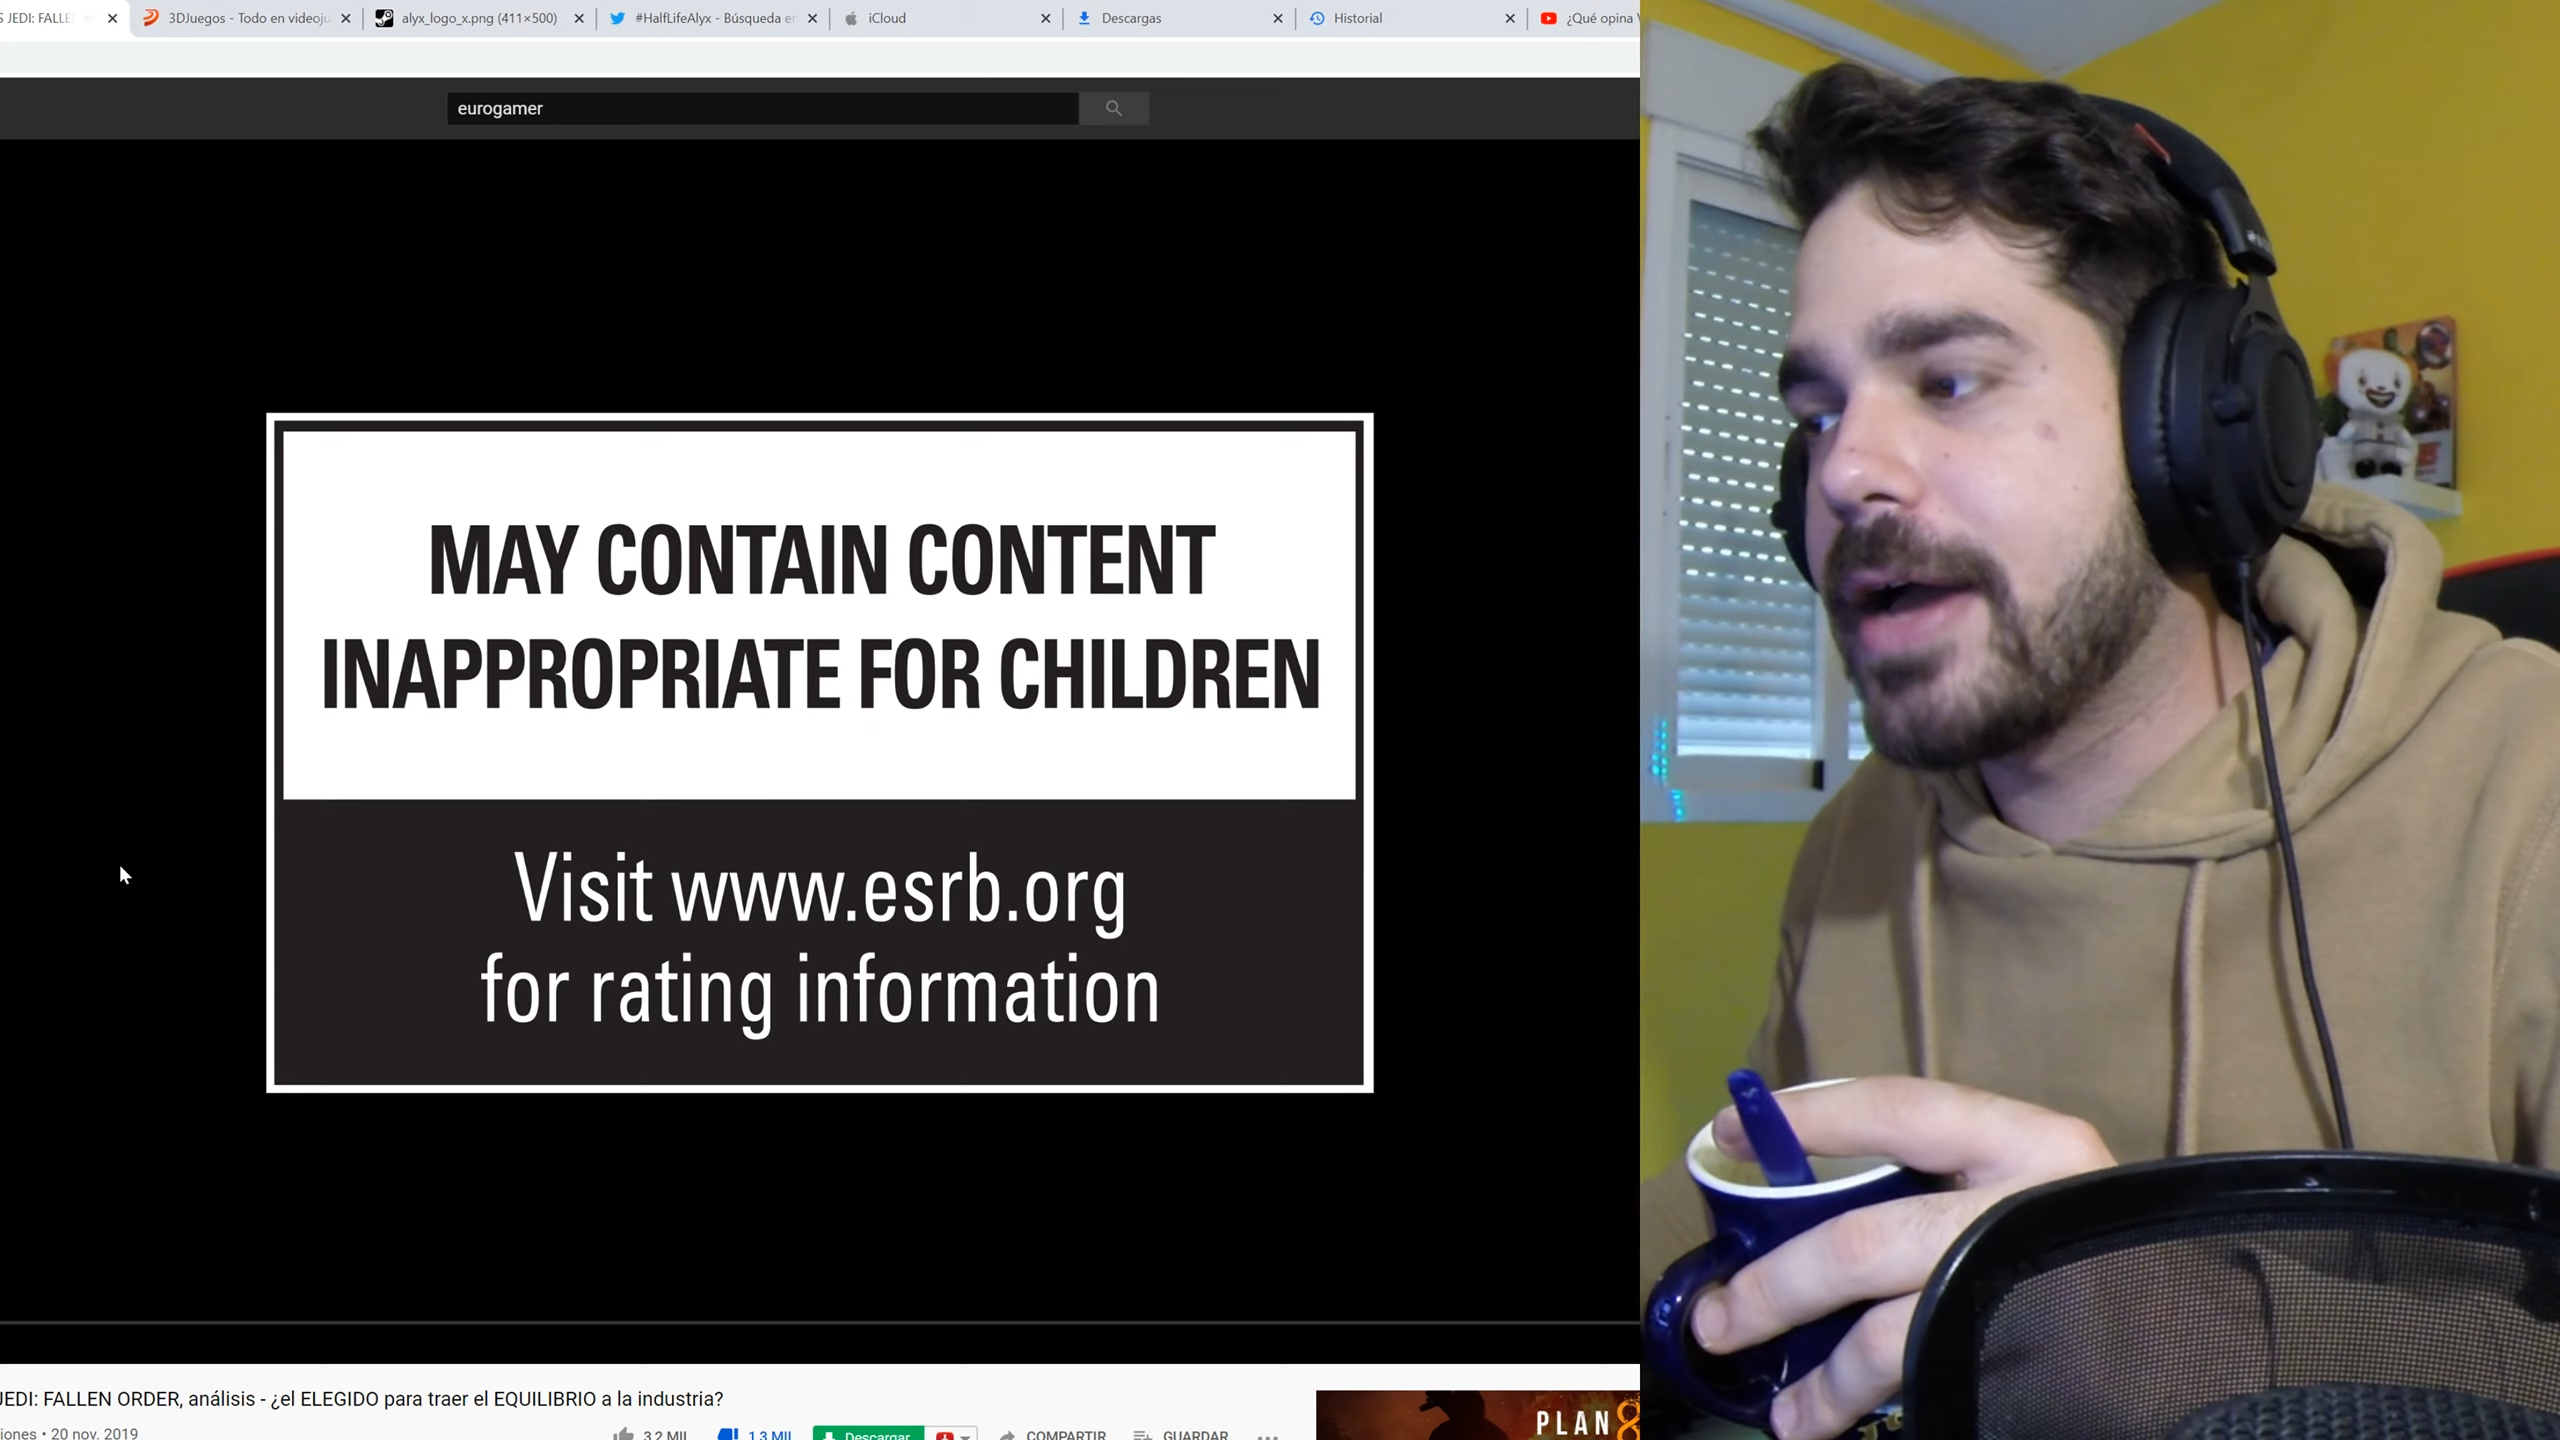 S JEDI: FALLE
3DJuegos - Todo en videoju
alyx_logo_x.png (411×500)
#HalfLifeAlyx - Búsqueda en
iCloud
Descargas
Historial
¿Qué opina V
eurogamer
MAY CONTAIN CONTENT
INAPPROPRIATE FOR CHILDREN
Visit www.esrb.org
for rating information
JEDI: FALLEN ORDER, análisis - ¿el ELEGIDO para traer el EQUILIBRIO a la industria?
iones • 20 nov. 2019
3,2 MIL
1,3 MIL
Descargar
COMPARTIR
GUARDAR
PLAN 8